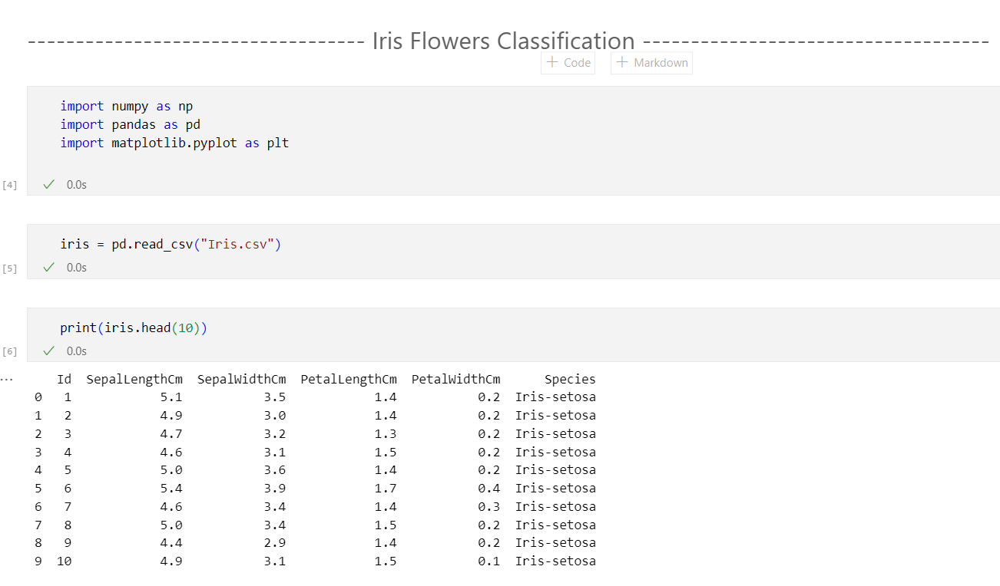 ----------------------------------- Iris Flowers Classification ------------------------------------
+ Code + Markdown
import numpy as np
import pandas as pd
import matplotlib.pyplot as plt
[4] ✓ 0.0s
iris = pd.read_csv("Iris.csv")
[5] ✓ 0.0s
print(iris.head(10))
[6] ✓ 0.0s
... Id SepalLengthCm SepalWidthCm PetalLengthCm PetalWidthCm Species
0 1 5.1 3.5 1.4 0.2 Iris-setosa
1 2 4.9 3.0 1.4 0.2 Iris-setosa
2 3 4.7 3.2 1.3 0.2 Iris-setosa
3 4 4.6 3.1 1.5 0.2 Iris-setosa
4 5 5.0 3.6 1.4 0.2 Iris-setosa
5 6 5.4 3.9 1.7 0.4 Iris-setosa
6 7 4.6 3.4 1.4 0.3 Iris-setosa
7 8 5.0 3.4 1.5 0.2 Iris-setosa
8 9 4.4 2.9 1.4 0.2 Iris-setosa
9 10 4.9 3.1 1.5 0.1 Iris-setosa